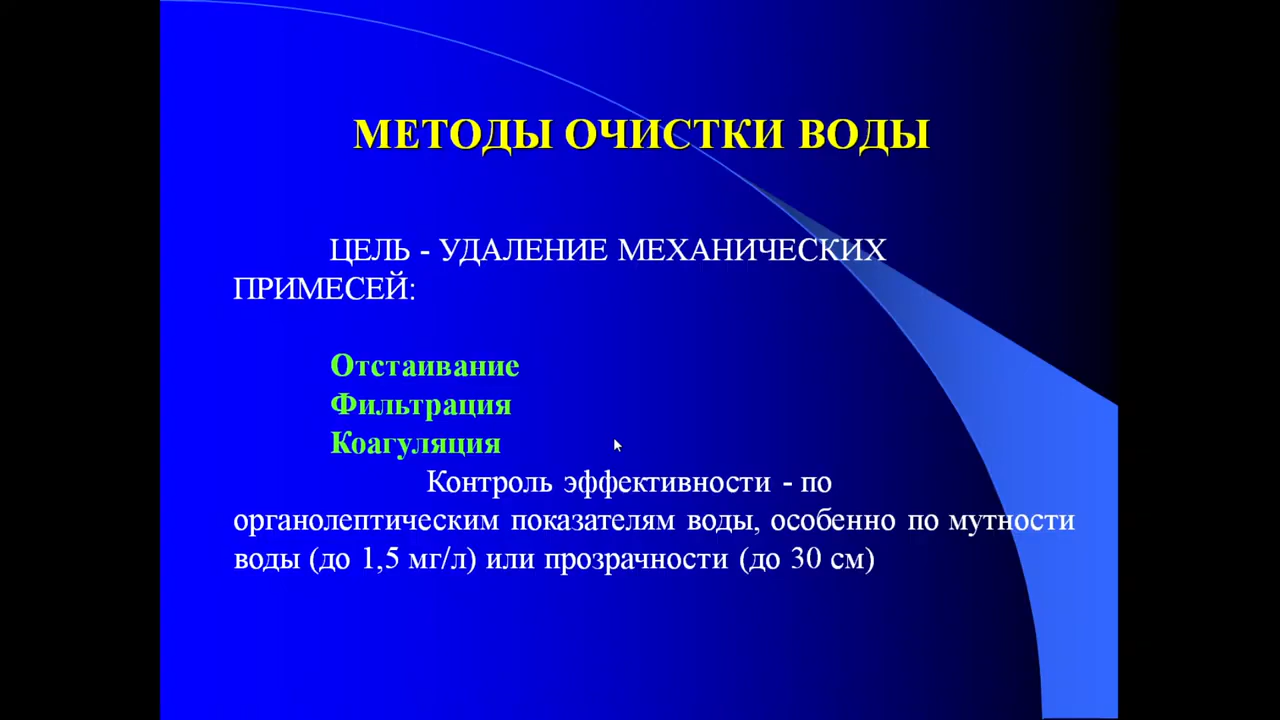 МЕТОДЫ ОЧИСТКИ ВОДЫ
ЦЕЛЬ - УДАЛЕНИЕ МЕХАНИЧЕСКИХ
ПРИМЕСЕЙ:
Отстаивание
Фильтрация
Коагуляция
Контроль эффективности - по
органолептическим показателям воды, особенно по мутности
воды (до 1,5 мг/л) или прозрачности (до 30 см)